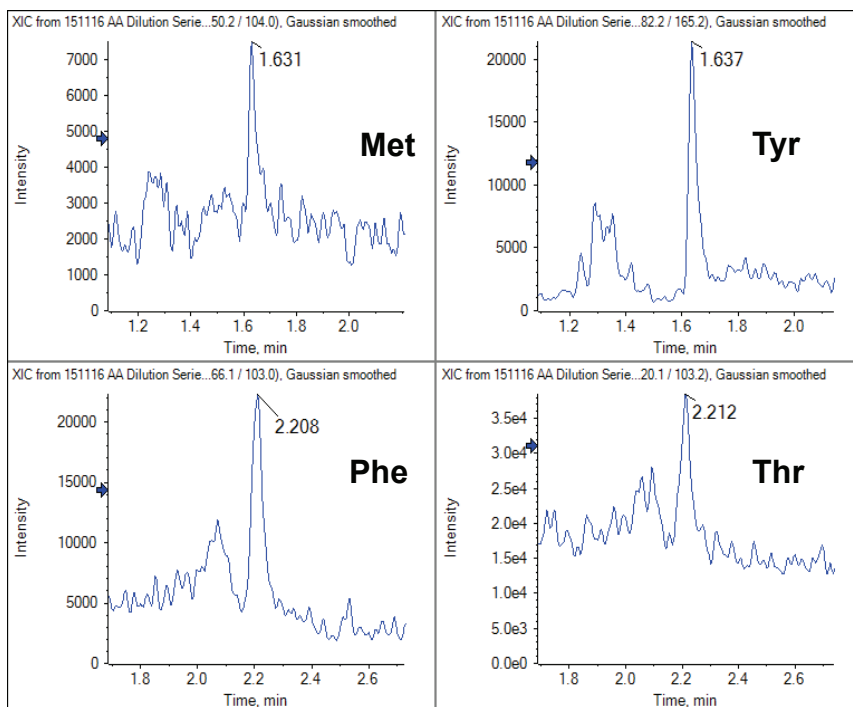 XIC from 151116 AA Dilution Serie...50.2 / 104.0), Gaussian smoothed
1.631
7000
6000
5000
4000
3000
2000
1000
0
Intensity
Met
1.2 1.4 1.6 1.8 2.0
Time, min
XIC from 151116 AA Dilution Serie...82.2 / 165.2), Gaussian smoothed
1.637
20000
15000
10000
5000
0
Intensity
Tyr
1.2 1.4 1.6 1.8 2.0
Time, min
XIC from 151116 AA Dilution Serie...66.1 / 103.0), Gaussian smoothed
2.208
20000
15000
10000
5000
0
Intensity
Phe
1.8 2.0 2.2 2.4 2.6
Time, min
XIC from 151116 AA Dilution Serie...20.1 / 103.2), Gaussian smoothed
2.212
3.5e4
3.0e4
2.5e4
2.0e4
1.5e4
1.0e4
5.0e3
0.0e0
Intensity
Thr
1.8 2.0 2.2 2.4 2.6
Time, min